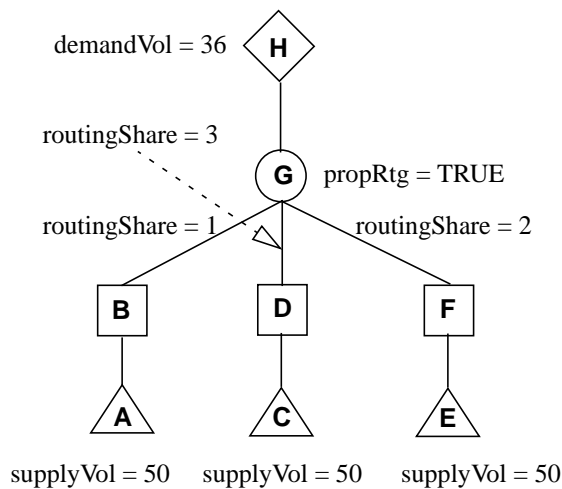 demandVol = 36
H
routingShare = 3
G
propRtg = TRUE
routingShare = 1
routingShare = 2
B
D
F
A
C
E
supplyVol = 50
supplyVol = 50
supplyVol = 50